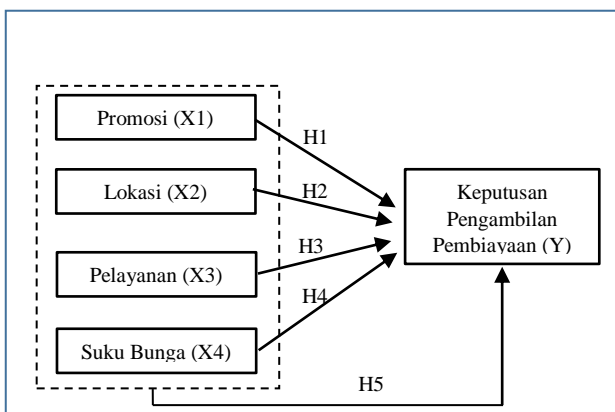 Promosi (X1)
H1
Lokasi (X2)
H2
Keputusan
Pengambilan
Pembiayaan (Y)
Pelayanan (X3)
H3
H4
Suku Bunga (X4)
H5